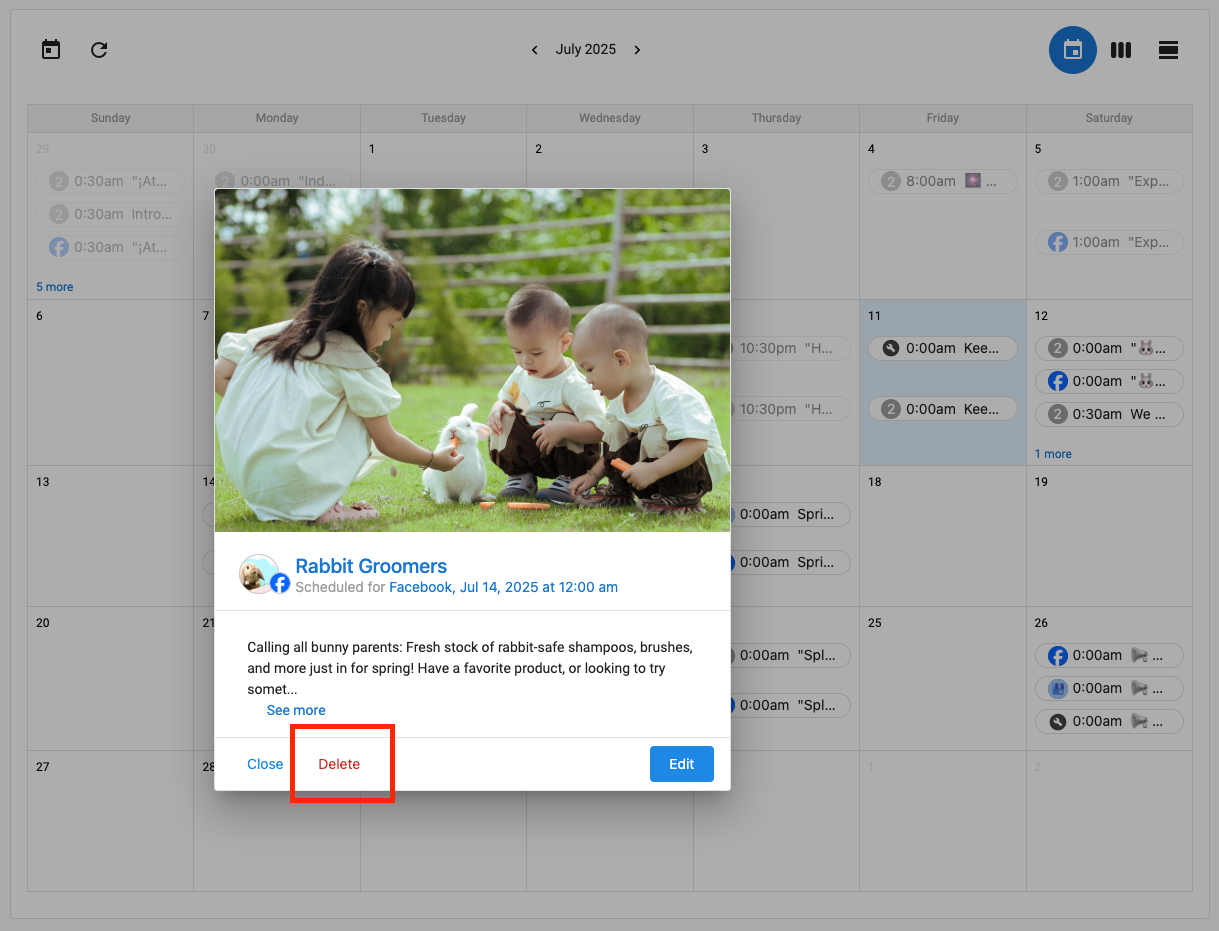 July 2025
Sunday Monday Tuesday Wednesday Thursday Friday Saturday
29 30 1 2 3 4 5
2 0:30am "¡At... 2 0:00am "Ind... 2 8:00am ... 2 1:00am "Exp...
2 0:30am Intro...
0:30am "¡At... 1:00am "Exp...
5 more
6 7 11 12
10:30pm "H... 0:00am Kee... 2 0:00am "🐰...
0:00am "🐰...
10:30pm "H... 2 0:00am Kee... 2 0:30am We ...
1 more
13 14 18 19
0:00am Spri...
0:00am Spri...
Rabbit Groomers
Scheduled for Facebook, Jul 14, 2025 at 12:00 am
20 21 25 26
Calling all bunny parents: Fresh stock of rabbit-safe shampoos, brushes,
and more just in for spring! Have a favorite product, or looking to try
somet...
See more
0:00am "Spl... 0:00am 📢 ...
0:00am 📢 ...
0:00am "Spl... 0:00am 📢 ...
Close Delete Edit
27 28 1 2